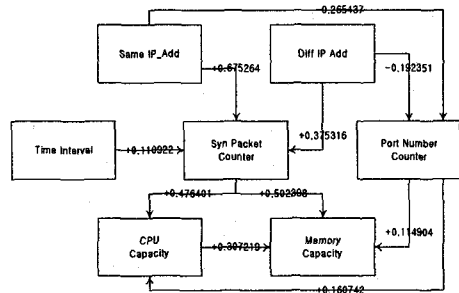 -0.265437
Same IP_Add
Diff IP Add
+0.675264
-0.192351
+0.375316
Time Interval
+0.110922
Syn Packet
Counter
Port Number
Counter
+0.476401
+0.502398
CPU
Capacity
+0.307219
Memory
Capacity
+0.114904
+0.160742